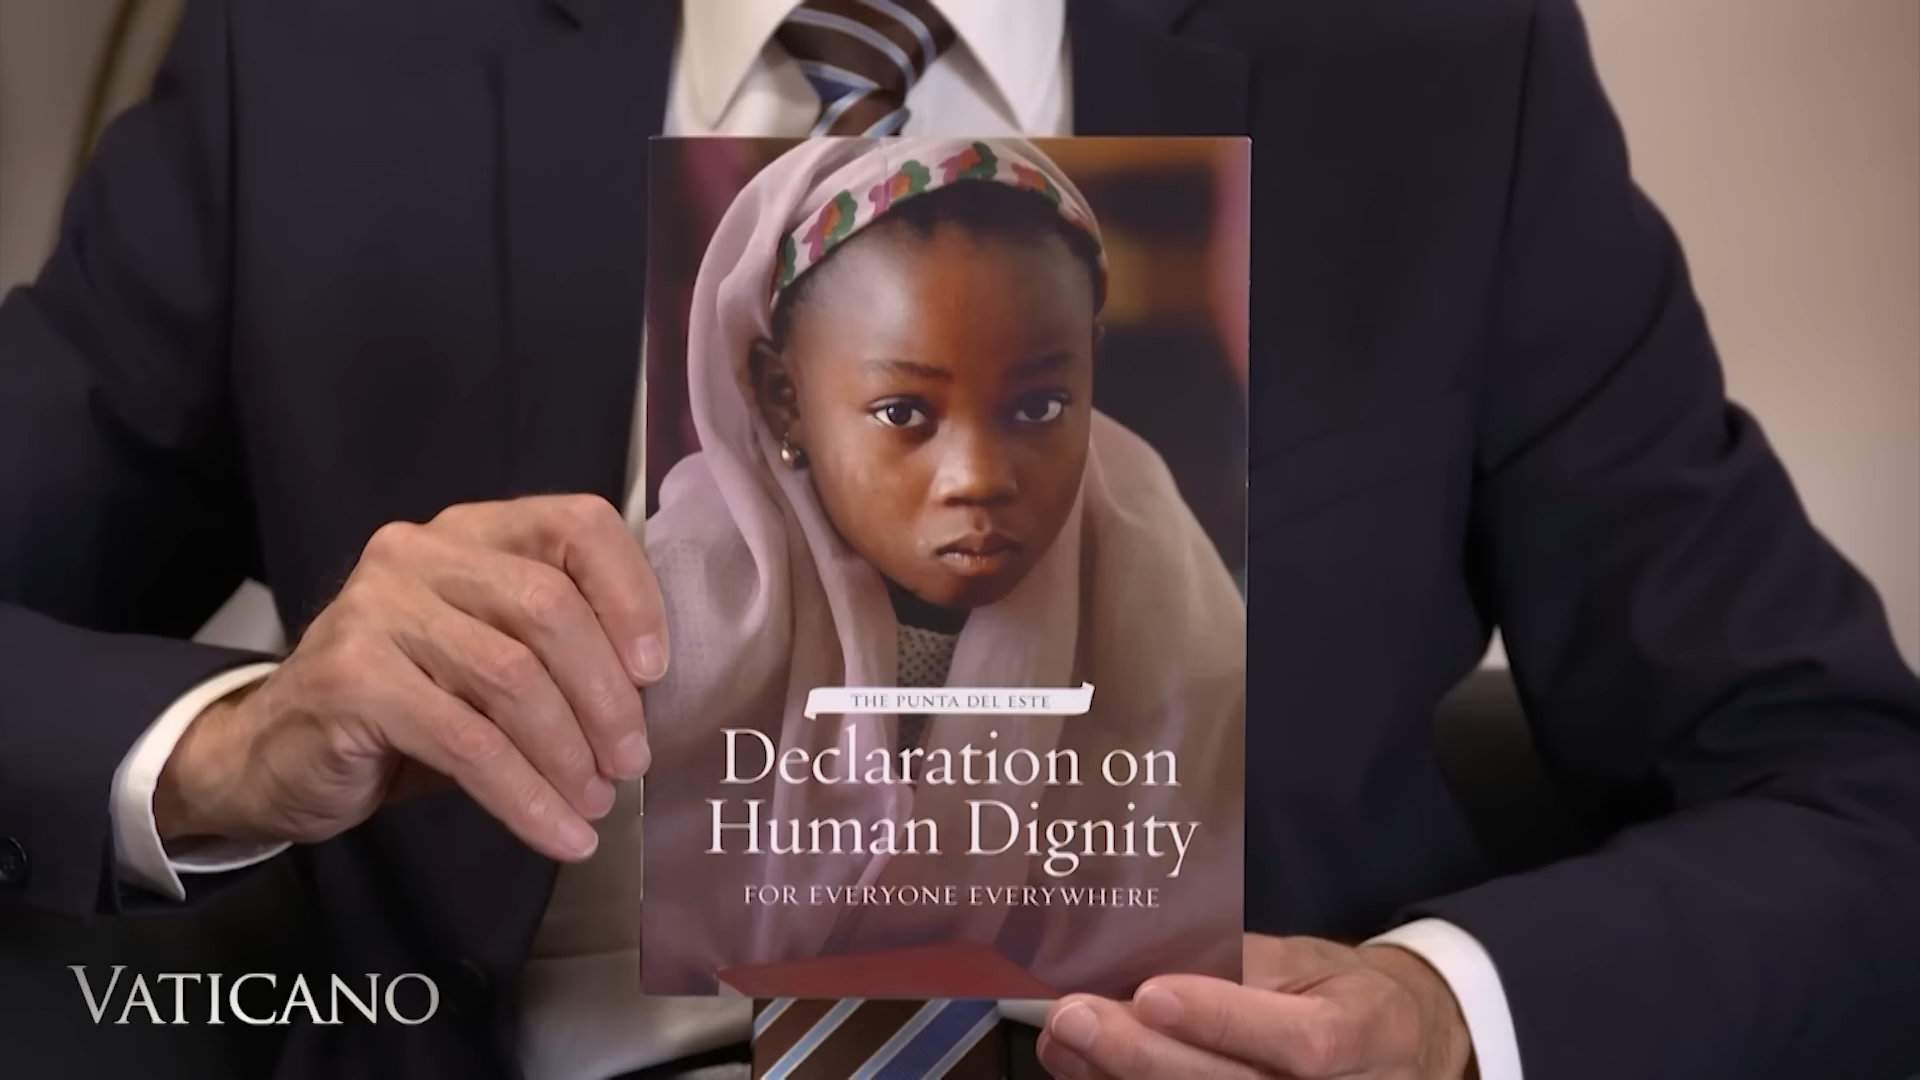 THE PUNTA DEL ESTE
Declaration on
Human Dignity
FOR EVERYONE EVERYWHERE
VATICANO